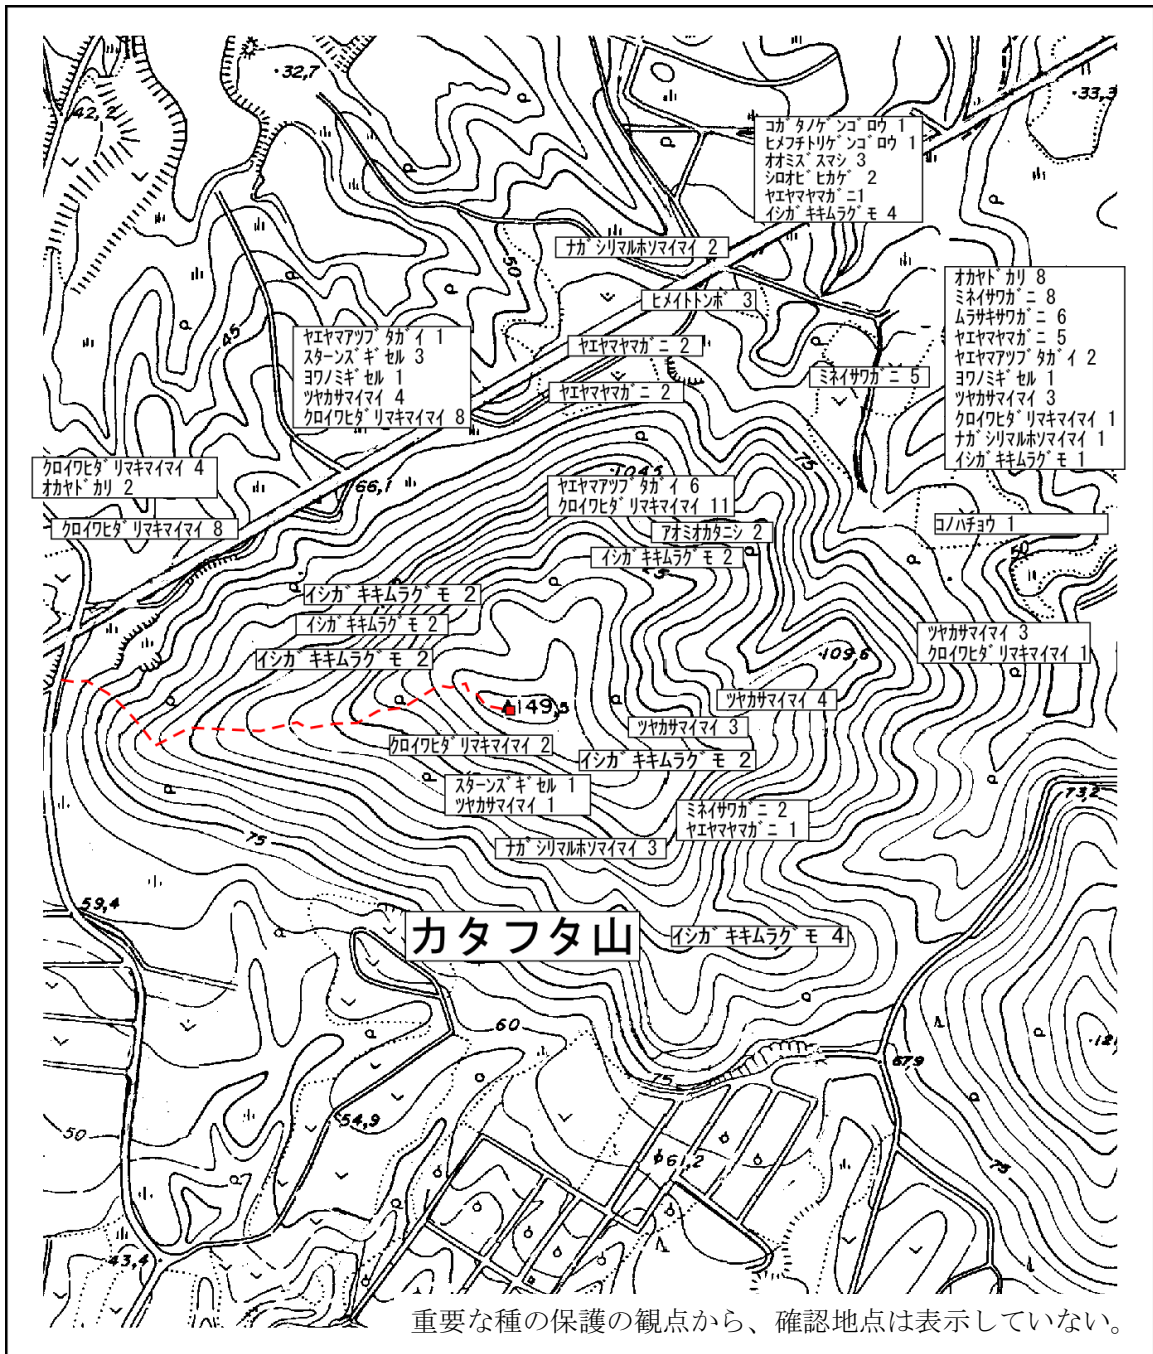 32,7
42,2
33,3
コガタノゲンゴロウ 1
ヒメフチトリゲンゴロウ 1
オオミズスマシ 3
シロオビヒカゲ 2
ヤエヤマヤマガニ1
イシガキキムラグモ 4
ナガシリマルホソマイマイ 2
50
ヒメイトトンボ 3
オカヤドカリ 8
ミネイサワガニ 8
ムラサキサワガニ 6
ヤエヤマヤマガニ 5
ヤエヤマアツブタガイ 2
ヨワノミギセル 1
ツヤカサマイマイ 3
クロイワヒダリマキマイマイ 1
ナガシリマルホソマイマイ 1
イシガキキムラグモ 1
45
ヤエヤマアツブタガイ 1
スターンズギセル 3
ヨワノミギセル 1
ツヤカサマイマイ 4
クロイワヒダリマキマイマイ 8
ヤエヤマヤマガニ 2
ミネイサワガニ 5
ヤエヤマヤマガニ 2
クロイワヒダリマキマイマイ 4
オカヤドカリ 2
66,1
104,5
75
ヤエヤマアツブタガイ 6
クロイワヒダリマキマイマイ 11
クロイワヒダリマキマイマイ 8
アオミオカタニシ 2
コノハチョウ 1
50
イシガキキムラグモ 2
イシガキキムラグモ 2
イシガキキムラグモ 2
イシガキキムラグモ 2
109,6
ツヤカサマイマイ 3
クロイワヒダリマキマイマイ 1
149,5
ツヤカサマイマイ 4
ツヤカサマイマイ 3
クロイワヒダリマキマイマイ 2
イシガキキムラグモ 2
スターンズギセル 1
ツヤカサマイマイ 1
73,2
ミネイサワガニ 2
ヤエヤマヤマガニ 1
75
ナガシリマルホソマイマイ 3
59,4
カタフタ山
イシガキキムラグモ 4
60
67,9
75
54,9
50
61,2
75
43,4
重要な種の保護の観点から、確認地点は表示していない。